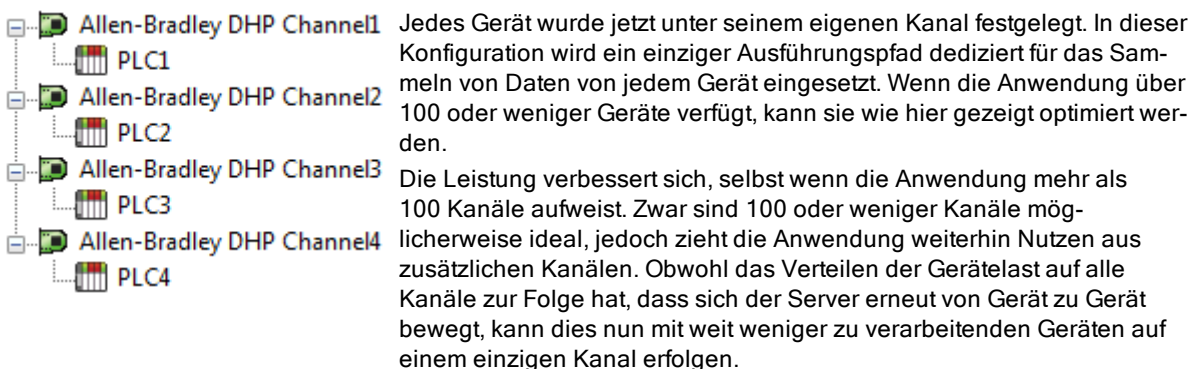 Allen-Bradley DHP Channel1
PLC1
Allen-Bradley DHP Channel2
PLC2
Allen-Bradley DHP Channel3
PLC3
Allen-Bradley DHP Channel4
PLC4
Jedes Gerät wurde jetzt unter seinem eigenen Kanal festgelegt. In dieser
Konfiguration wird ein einziger Ausführungspfad dediziert für das Sam-
meln von Daten von jedem Gerät eingesetzt. Wenn die Anwendung über
100 oder weniger Geräte verfügt, kann sie wie hier gezeigt optimiert wer-
den.
Die Leistung verbessert sich, selbst wenn die Anwendung mehr als
100 Kanäle aufweist. Zwar sind 100 oder weniger Kanäle mög-
licherweise ideal, jedoch zieht die Anwendung weiterhin Nutzen aus
zusätzlichen Kanälen. Obwohl das Verteilen der Gerätelast auf alle
Kanäle zur Folge hat, dass sich der Server erneut von Gerät zu Gerät
bewegt, kann dies nun mit weit weniger zu verarbeitenden Geräten auf
einem einzigen Kanal erfolgen.